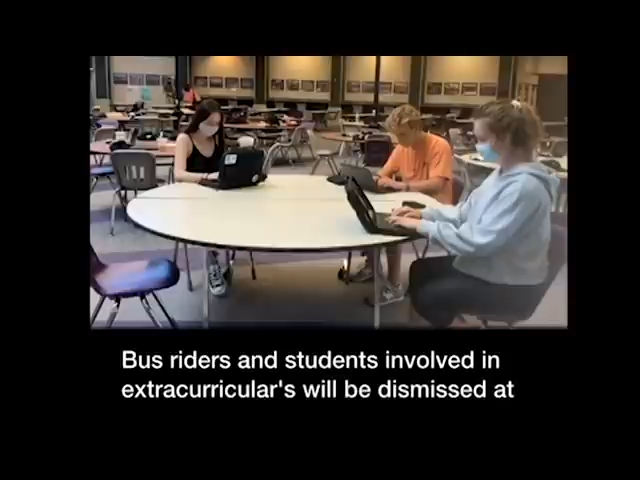 Bus riders and students involved in
extracurricular's will be dismissed at